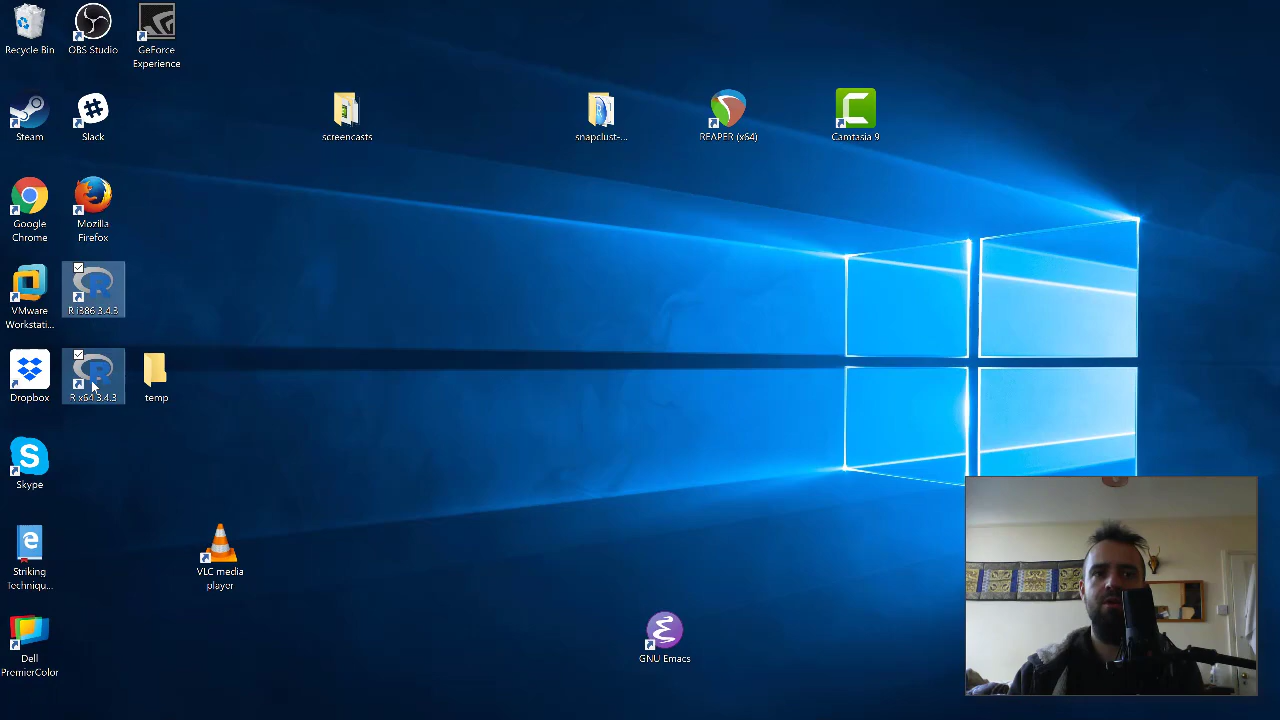 Recycle Bin
OBS Studio
GeForce
Experience
Steam
Slack
screencasts
snapclust-...
REAPER (x64)
Camtasia 9
Google
Chrome
Mozilla
Firefox
VMware
Workstati...
R i386 3.4.3
Dropbox
R x64 3.4.3
temp
Skype
Striking
Techniqu...
VLC media
player
Dell
PremierColor
GNU Emacs